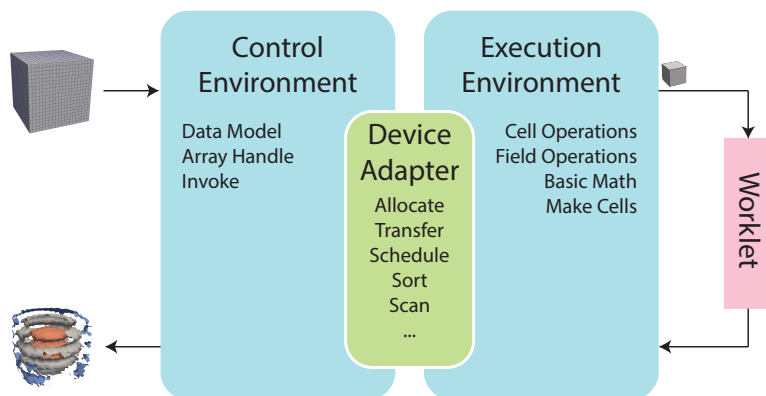 Control
Environment
Data Model
Array Handle
Invoke
Device
Adapter
Allocate
Transfer
Schedule
Sort
Scan
...
Execution
Environment
Cell Operations
Field Operations
Basic Math
Make Cells
Worklet